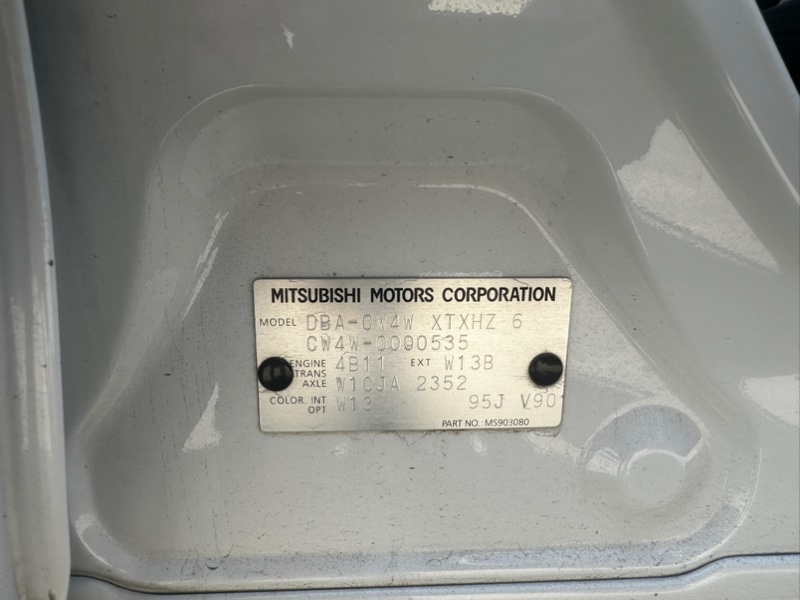 MITSUBISHI MOTORS CORPORATION
MODEL DBA-CW4W XTXHZ 6
CW4W-0000535
ENGINE 4B11 EXT W13B
TRANS
AXLE W1CJA 2352
COLOR. INT W13 95J V90
OPT
PART NO. : MS903080